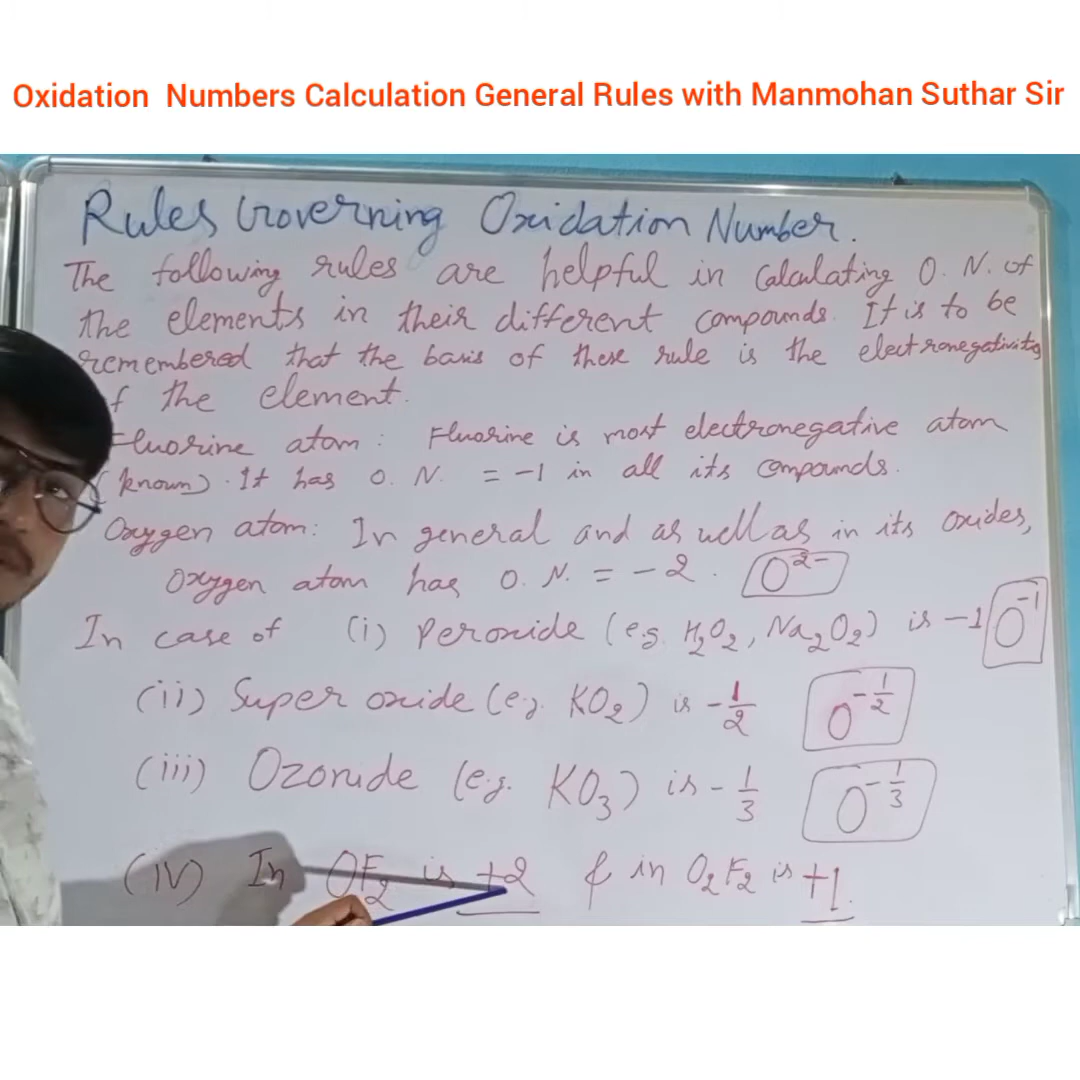 Oxidation Numbers Calculation General Rules with Manmohan Suthar Sir
Rules Governing Oxidation Number.
The following rules are helpful in Calculating O. N. of
the elements in their different compounds. It is to be
remembered that the basis of these rule is the electronegativity
f the element.
Fluorine atom: Fluorine is most electronegative atom
(known). It has O. N. = -1 in all its compounds.
Oxygen atom: In general and as well as in its oxides,
Oxygen atom has O. N. = -2. O²⁻
In case of (i) Peroxide (e.g. H₂O₂, Na₂O₂) is -1 O⁻¹
(ii) Super oxide (e.g. KO₂) is -1/2 O^-1/2
(iii) Ozonide (e.g. KO₃) is -1/3 O^-1/3
(iv) In OF₂ is +2 & in O₂F₂ is +1.